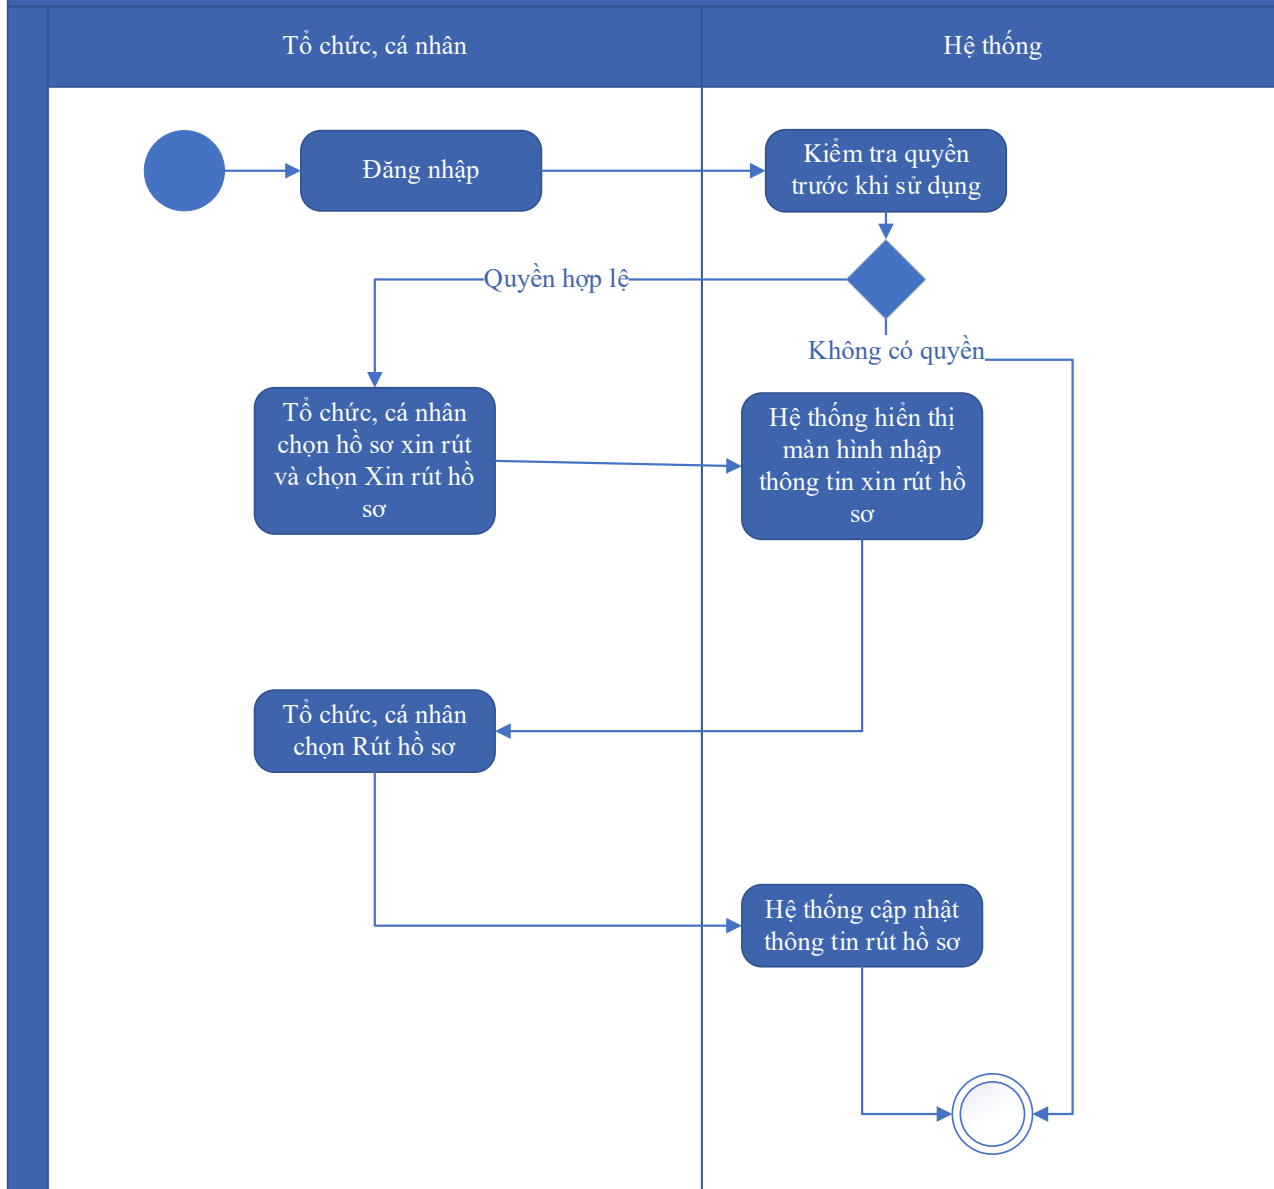 Tổ chức, cá nhân
Hệ thống
Đăng nhập
Kiểm tra quyền
trước khi sử dụng
Quyền hợp lệ
Không có quyền
Tổ chức, cá nhân
chọn hồ sơ xin rút
và chọn Xin rút hồ
sơ
Hệ thống hiển thị
màn hình nhập
thông tin xin rút hồ
sơ
Tổ chức, cá nhân
chọn Rút hồ sơ
Hệ thống cập nhật
thông tin rút hồ sơ